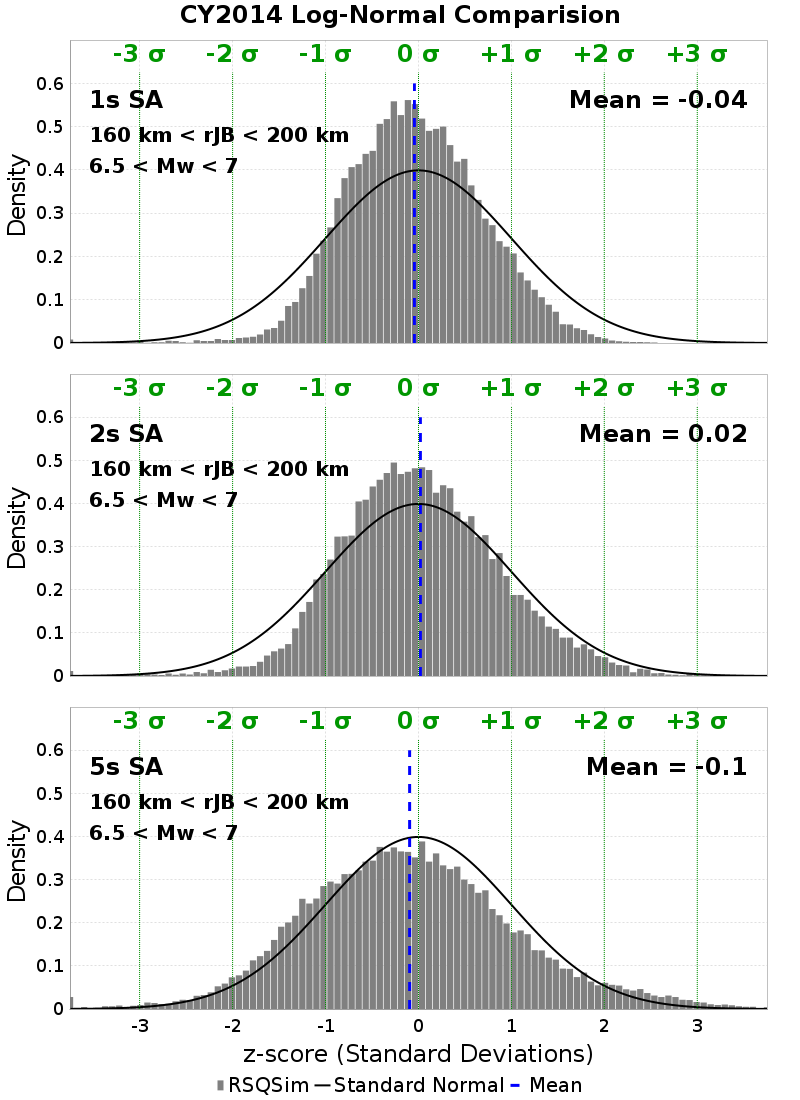 CY2014 Log-Normal Comparision
-3 σ -2 σ -1 σ 0 σ +1 σ +2 σ +3 σ
0.6
1s SA Mean = -0.04
0.5
160 km < rJB < 200 km
6.5 < Mw < 7
0.4
Density
0.3
0.2
0.1
0
-3 σ -2 σ -1 σ 0 σ +1 σ +2 σ +3 σ
0.6
2s SA Mean = 0.02
0.5
160 km < rJB < 200 km
6.5 < Mw < 7
0.4
Density
0.3
0.2
0.1
0
-3 σ -2 σ -1 σ 0 σ +1 σ +2 σ +3 σ
0.6
5s SA Mean = -0.1
0.5
160 km < rJB < 200 km
6.5 < Mw < 7
0.4
Density
0.3
0.2
0.1
0
-3 -2 -1 0 1 2 3
z-score (Standard Deviations)
RSQSim Standard Normal Mean